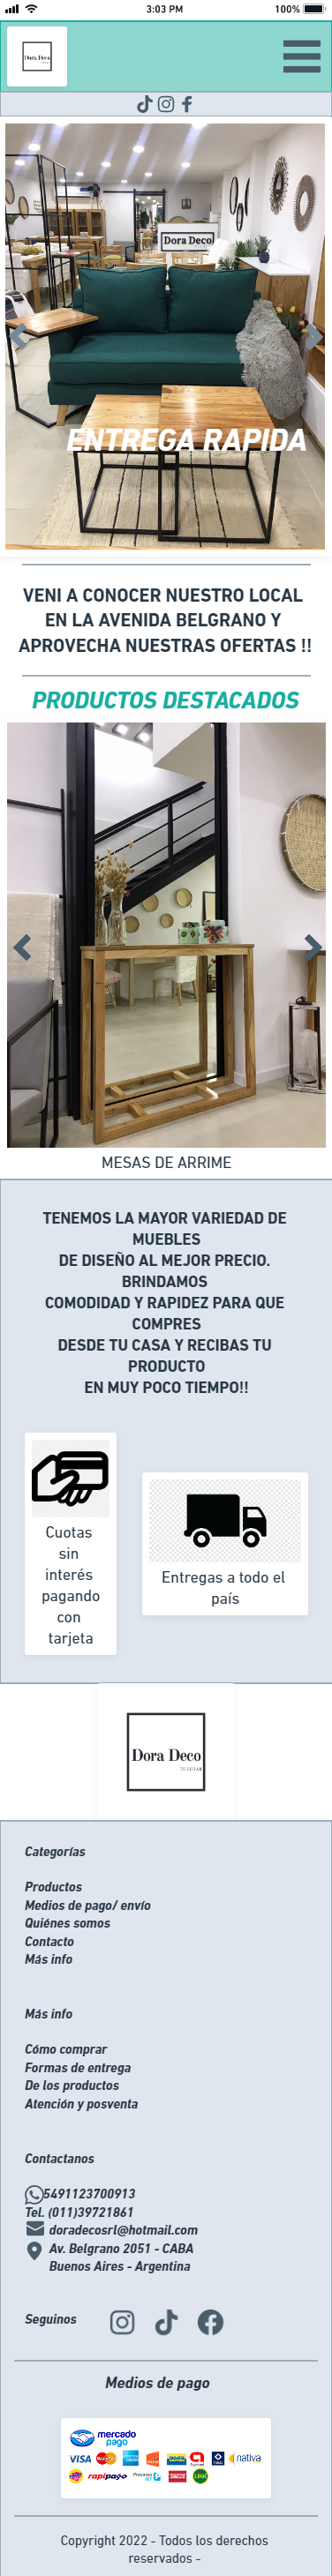 3:03 PM
100%
Dora Deco
Dora Deco
ENTREGA RAPIDA
VENI A CONOCER NUESTRO LOCAL
EN LA AVENIDA BELGRANO Y
APROVECHA NUESTRAS OFERTAS !!
PRODUCTOS DESTACADOS
MESAS DE ARRIME
TENEMOS LA MAYOR VARIEDAD DE
MUEBLES
DE DISEÑO AL MEJOR PRECIO.
BRINDAMOS
COMODIDAD Y RAPIDEZ PARA QUE
COMPRES
DESDE TU CASA Y RECIBAS TU
PRODUCTO
EN MUY POCO TIEMPO!!
Cuotas
sin
interés
pagando
con
tarjeta
Entregas a todo el
país
Dora Deco
TU LUGAR
Categorías
Productos
Medios de pago/ envío
Quiénes somos
Contacto
Más info
Más info
Cómo comprar
Formas de entrega
De los productos
Atención y posventa
Contactanos
5491123700913
Tel. (011)39721861
doradecosrl@hotmail.com
Av. Belgrano 2051 - CABA
Buenos Aires - Argentina
Seguinos
Medios de pago
mercado
pago
VISA
nativa
rapipago
LINK
Copyright 2022 - Todos los derechos
reservados -